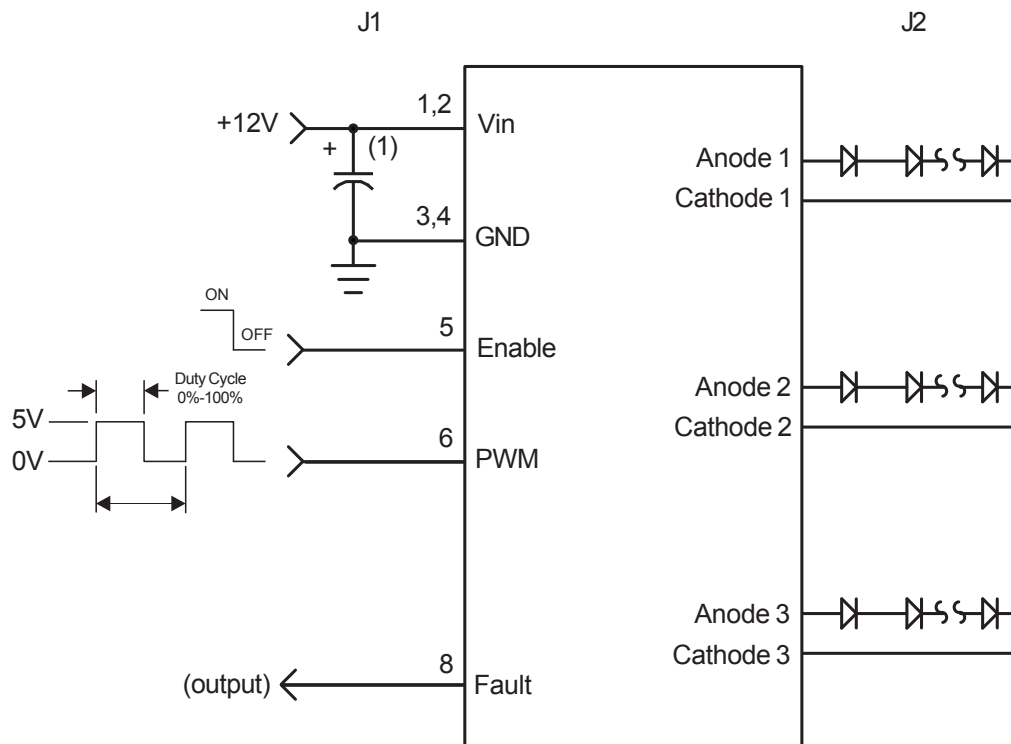 J1
J2
+12V
1,2
Vin
+
(1)
3,4
GND
ON
OFF
5
Enable
Duty Cycle
0%-100%
5V
0V
6
PWM
(output)
8
Fault
Anode 1
Cathode 1
Anode 2
Cathode 2
Anode 3
Cathode 3